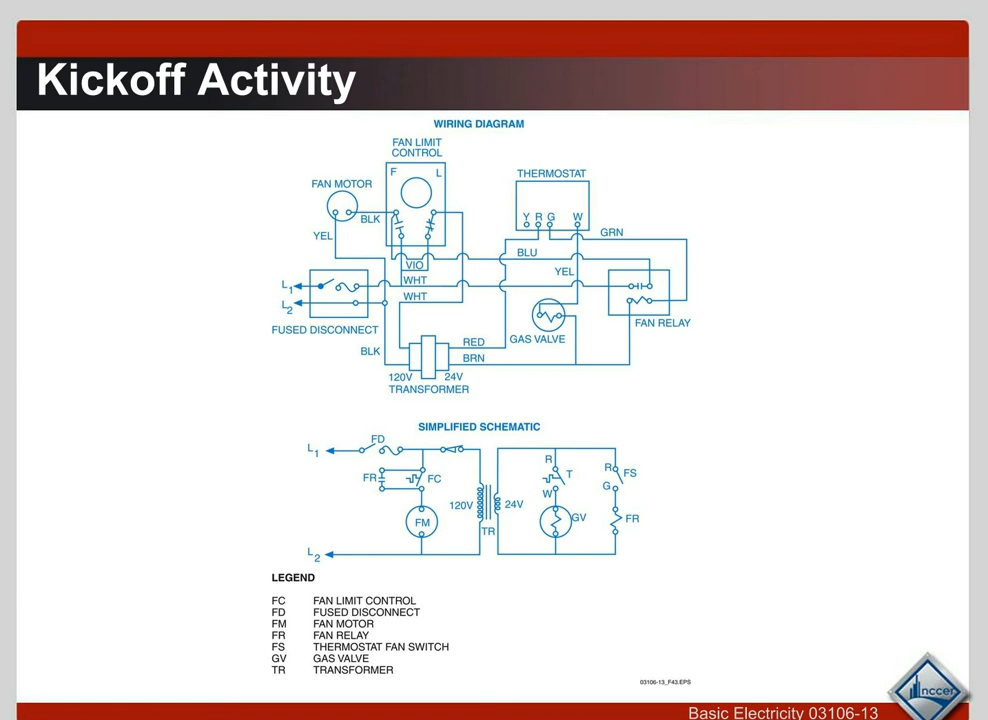 Kickoff Activity
WIRING DIAGRAM
FAN LIMIT
CONTROL
F
L
THERMOSTAT
FAN MOTOR
Y R G W
BLK
GRN
YEL
BLU
VIO
YEL
WHT
L1
WHT
L2
FUSED DISCONNECT
FAN RELAY
RED
GAS VALVE
BLK
BRN
120V
24V
TRANSFORMER
SIMPLIFIED SCHEMATIC
FD
L1
R
T
R
FS
FR
FC
G
W
120V
24V
FM
GV
FR
TR
L2
LEGEND
FC FAN LIMIT CONTROL
FD FUSED DISCONNECT
FM FAN MOTOR
FR FAN RELAY
FS THERMOSTAT FAN SWITCH
GV GAS VALVE
TR TRANSFORMER
03106-13_F43.EPS
nccer
Basic Electricity 03106-13